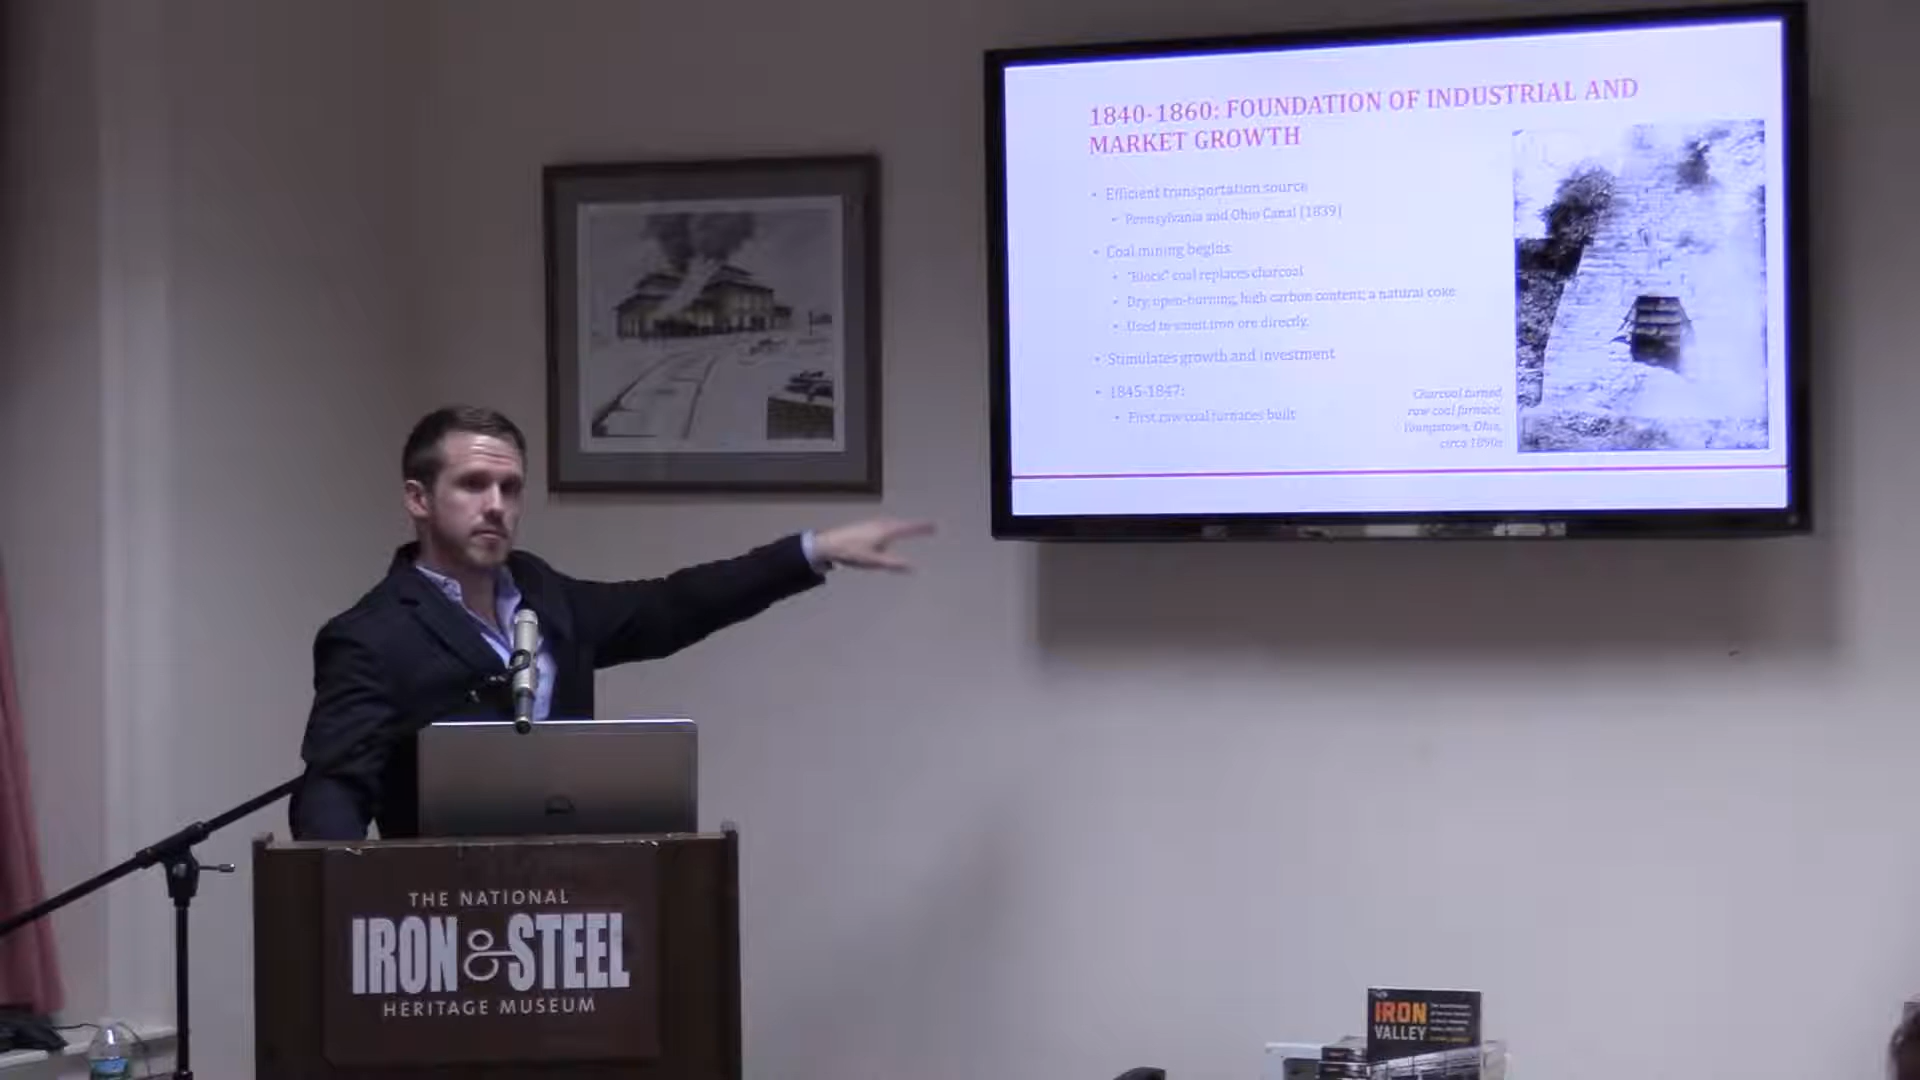 1840-1860: FOUNDATION OF INDUSTRIAL AND
MARKET GROWTH
• Efficient transportation source
• Pennsylvania and Ohio Canal (1839)
• Coal mining begins
• "Block" coal replaces charcoal
• Dry, open-burning, high carbon content; a natural coke
• Used to smelt iron ore directly.
• Stimulates growth and investment
• 1845-1847:
• First raw coal furnaces built
Charcoal turned
raw coal furnace,
Youngstown, Ohio,
circa 1890s
THE NATIONAL
IRON & STEEL
HERITAGE MUSEUM
IRON
VALLEY